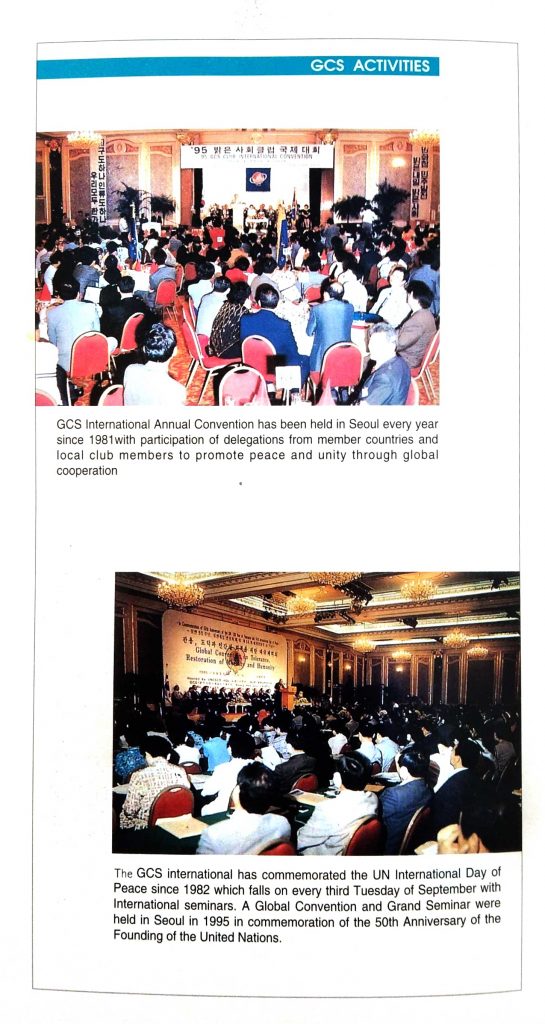 GCS ACTIVITIES
'95 밝은 사회클럽 국제대회
'95 GCS CLUB INTERNATIONAL CONVENTION
GCS International Annual Convention has been held in Seoul every year
since 1981with participation of delegations from member countries and
local club members to promote peace and unity through global
cooperation
Global Convention for Tolerance,
Restoration of and Humanity
The GCS international has commemorated the UN International Day of
Peace since 1982 which falls on every third Tuesday of September with
International seminars. A Global Convention and Grand Seminar were
held in Seoul in 1995 in commemoration of the 50th Anniversary of the
Founding of the United Nations.